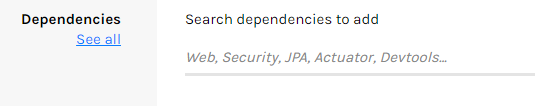 Dependencies
See all
Search dependencies to add
Web, Security, JPA, Actuator, Devtools...